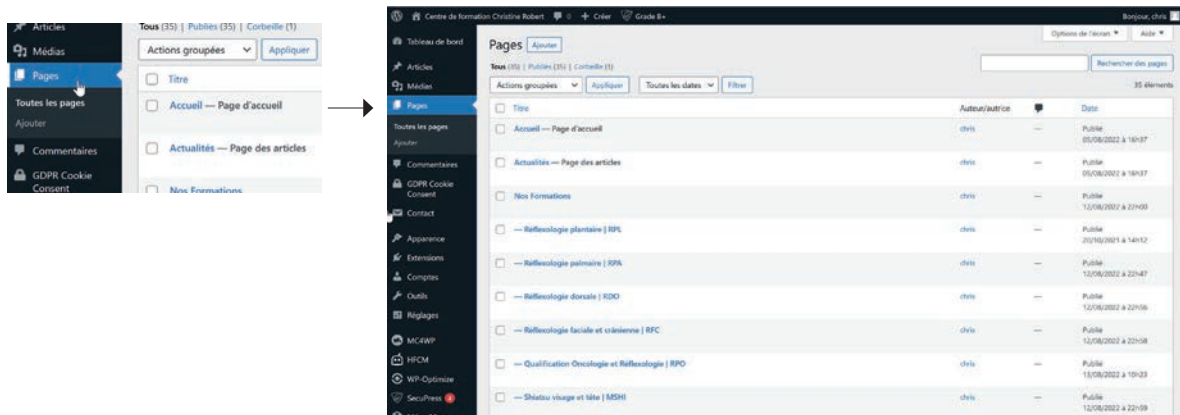 Articles
Médias
Pages
Toutes les pages
Ajouter
Commentaires
GDPR Cookie
Consent
Tous (35) | Publiés (35) | Corbeille (1)
Actions groupées
Appliquer
Titre
Accueil — Page d'accueil
Actualités — Page des articles
Nos Formations
Centre de formation Christine Robert 0 + Créer Grade B+
Bonjour, chris
Tableau de bord
Articles
Médias
Pages
Toutes les pages
Ajouter
Commentaires
GDPR Cookie
Consent
Contact
Apparence
Extensions
Comptes
Outils
Réglages
MC4WP
HFCM
WP-Optimize
SecuPress 4
Options de l'écran
Aide
Pages Ajouter
Tous (35) | Publiés (35) | Corbeille (1)
Rechercher des pages
Actions groupées Appliquer Toutes les dates Filtrer
35 éléments
Titre Auteur/autrice Date
Accueil — Page d'accueil chris — Publié
05/08/2022 à 16h37
Actualités — Page des articles chris — Publié
05/08/2022 à 16h37
Nos Formations chris — Publié
12/08/2022 à 22h00
— Réflexologie plantaire | RPL chris — Publié
20/10/2021 à 14h12
— Réflexologie palmaire | RPA chris — Publié
12/08/2022 à 22h47
— Réflexologie dorsale | RDO chris — Publié
12/08/2022 à 22h56
— Réflexologie faciale et crânienne | RFC chris — Publié
12/08/2022 à 22h58
— Qualification Oncologie et Réflexologie | RPO chris — Publié
13/08/2022 à 10h23
— Shiatsu visage et tête | MSHI chris — Publié
12/08/2022 à 22h59